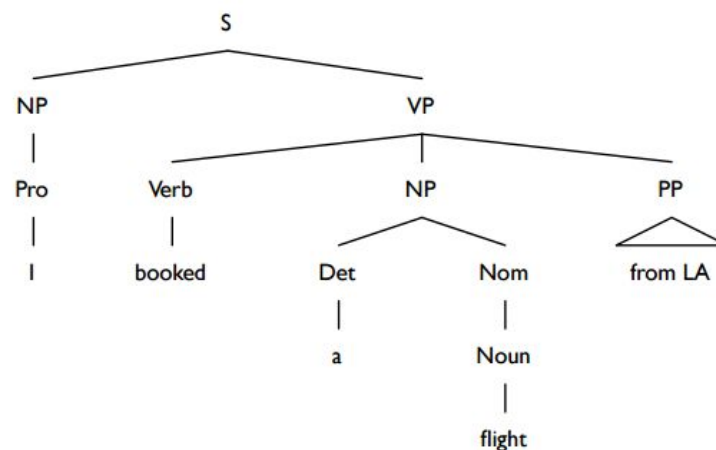 S
NP VP
Pro Verb NP PP
I booked Det Nom from LA
a Noun
flight